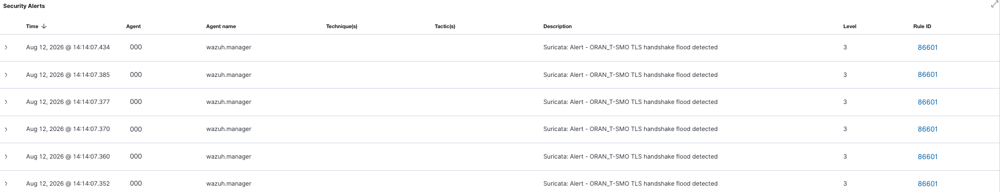 Security Alerts
Time Agent Agent name Technique(s) Tactic(s) Description Level Rule ID
Aug 12, 2026 @ 14:14:07.434 000 wazuh.manager Suricata: Alert - ORAN_T-SMO TLS handshake flood detected 3 86601
Aug 12, 2026 @ 14:14:07.385 000 wazuh.manager Suricata: Alert - ORAN_T-SMO TLS handshake flood detected 3 86601
Aug 12, 2026 @ 14:14:07.377 000 wazuh.manager Suricata: Alert - ORAN_T-SMO TLS handshake flood detected 3 86601
Aug 12, 2026 @ 14:14:07.370 000 wazuh.manager Suricata: Alert - ORAN_T-SMO TLS handshake flood detected 3 86601
Aug 12, 2026 @ 14:14:07.360 000 wazuh.manager Suricata: Alert - ORAN_T-SMO TLS handshake flood detected 3 86601
Aug 12, 2026 @ 14:14:07.352 000 wazuh.manager Suricata: Alert - ORAN_T-SMO TLS handshake flood detected 3 86601